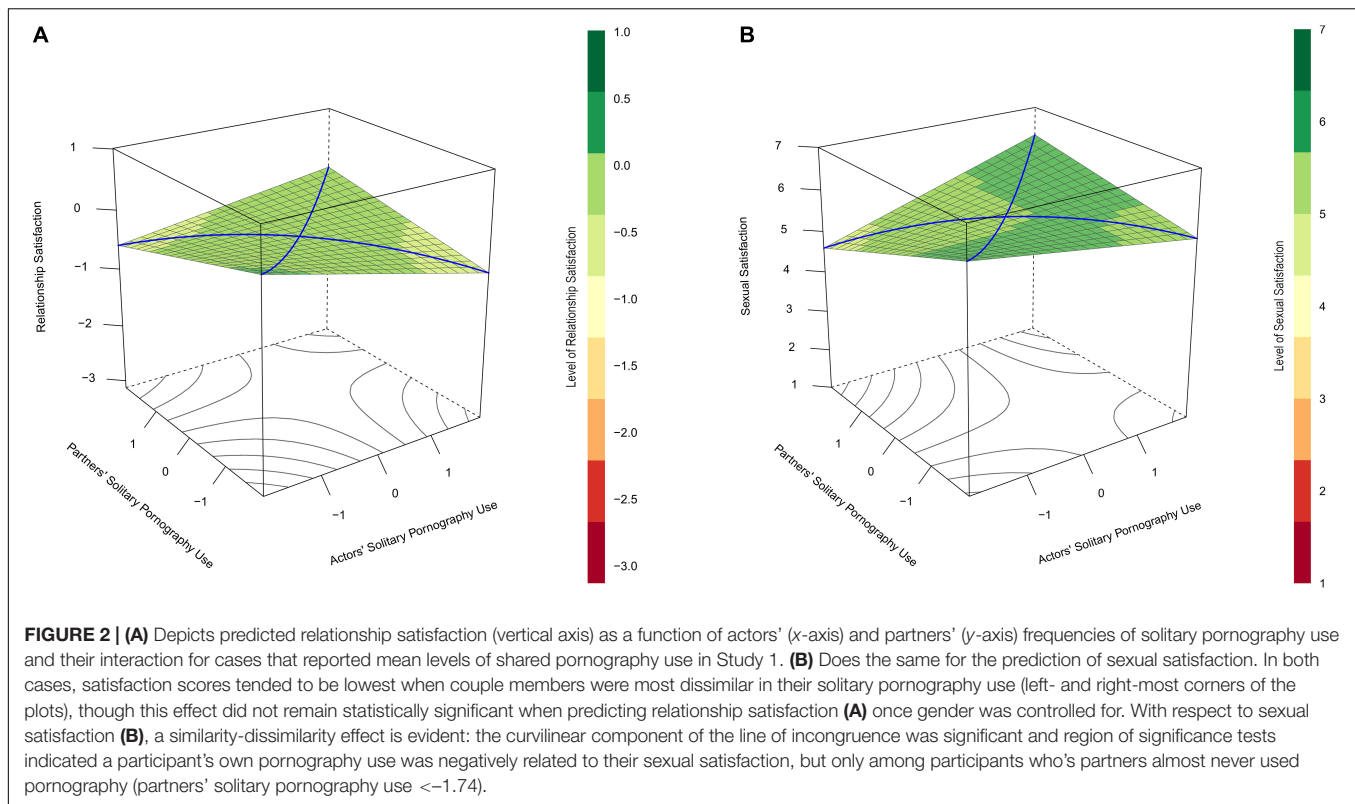 A
1
0
−1
−2
−3
Relationship Satisfaction
1
0
−1
Partners' Solitary Pornography Use
−1
0
1
Actors' Solitary Pornography Use
1.0
0.5
0.0
−0.5
−1.0
−1.5
−2.0
−2.5
−3.0
Level of Relationship Satisfaction
B
7
6
5
4
3
2
1
Sexual Satisfaction
1
0
−1
Partners' Solitary Pornography Use
−1
0
1
Actors' Solitary Pornography Use
7
6
5
4
3
2
1
Level of Sexual Satisfaction
FIGURE 2 | (A) Depicts predicted relationship satisfaction (vertical axis) as a function of actors' (x-axis) and partners' (y-axis) frequencies of solitary pornography use
and their interaction for cases that reported mean levels of shared pornography use in Study 1. (B) Does the same for the prediction of sexual satisfaction. In both
cases, satisfaction scores tended to be lowest when couple members were most dissimilar in their solitary pornography use (left- and right-most corners of the
plots), though this effect did not remain statistically significant when predicting relationship satisfaction (A) once gender was controlled for. With respect to sexual
satisfaction (B), a similarity-dissimilarity effect is evident: the curvilinear component of the line of incongruence was significant and region of significance tests
indicated a participant's own pornography use was negatively related to their sexual satisfaction, but only among participants who's partners almost never used
pornography (partners' solitary pornography use <−1.74).